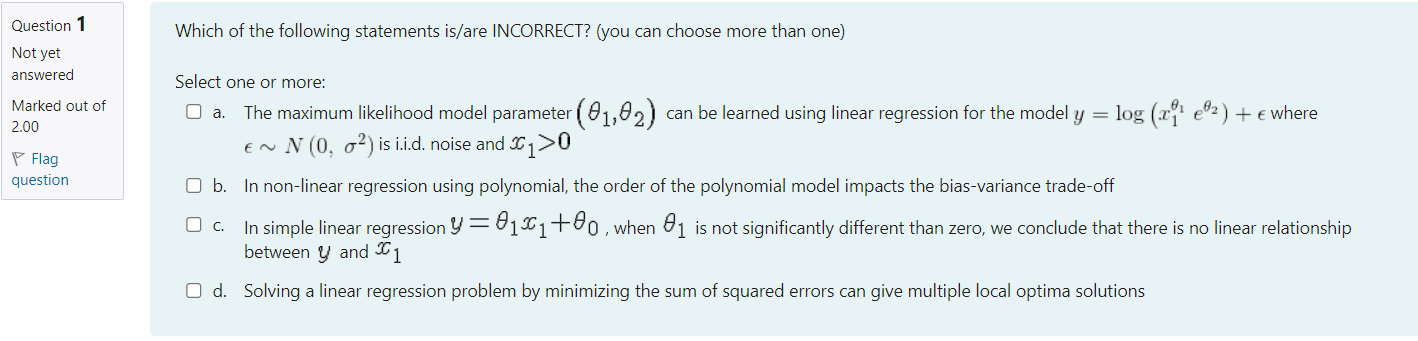 Question 1
Not yet
answered
Marked out of
2.00
Flag
question
Which of the following statements is/are INCORRECT? (you can choose more than one)
Select one or more:
a. The maximum likelihood model parameter (θ₁,θ₂) can be learned using linear regression for the model y = log (x₁^θ₁ e^θ₂) + ϵ where
ϵ ~ N (0, σ²) is i.i.d. noise and x₁>0
b. In non-linear regression using polynomial, the order of the polynomial model impacts the bias-variance trade-off
c. In simple linear regression y=θ₁x₁+θ₀ , when θ₁ is not significantly different than zero, we conclude that there is no linear relationship
between y and x₁
d. Solving a linear regression problem by minimizing the sum of squared errors can give multiple local optima solutions